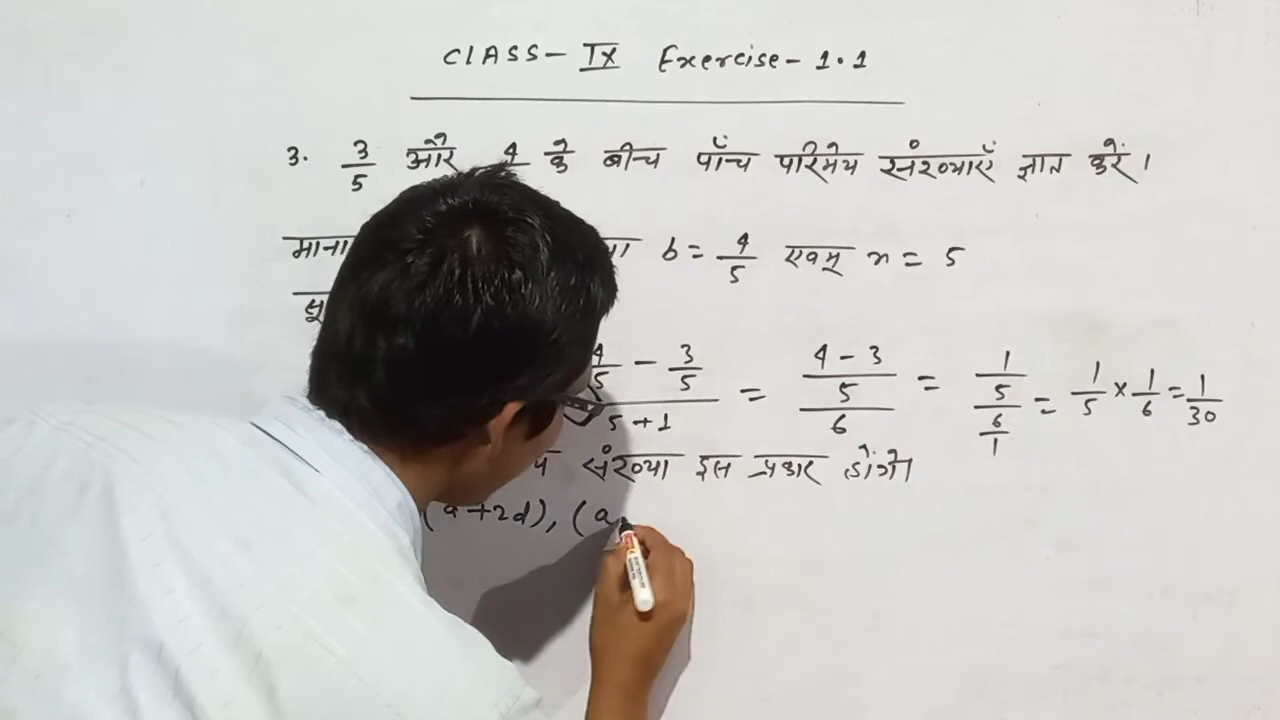 CLASS- IX Exercise- 1.1
3. 3/5 और 4 के बीच पाँच परिमेय संख्याएँ ज्ञात करें।
माना b = 4/5 एवम् n = 5
4/5 - 3/5 / 5+1 = 4-3/5 / 6 = 1/5 / 6/1 = 1/5 × 1/6 = 1/30
संख्या इस प्रकार होंगे।
(a+2d), (a